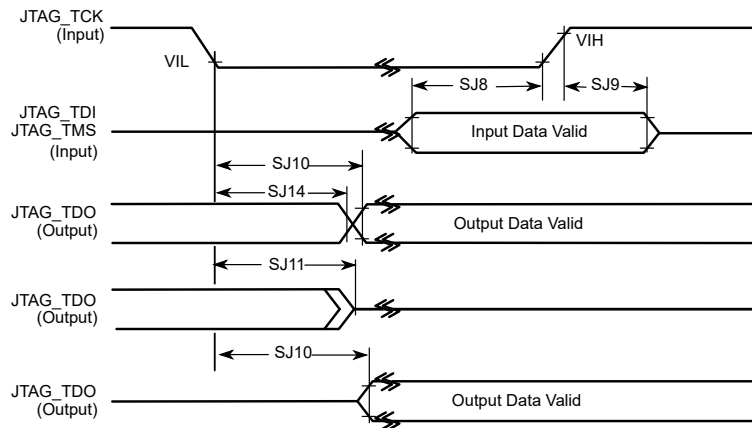 JTAG_TCK
(Input)
VIL
VIH
SJ8
SJ9
JTAG_TDI
JTAG_TMS
(Input)
Input Data Valid
SJ10
SJ14
JTAG_TDO
(Output)
Output Data Valid
SJ11
JTAG_TDO
(Output)
SJ10
JTAG_TDO
(Output)
Output Data Valid